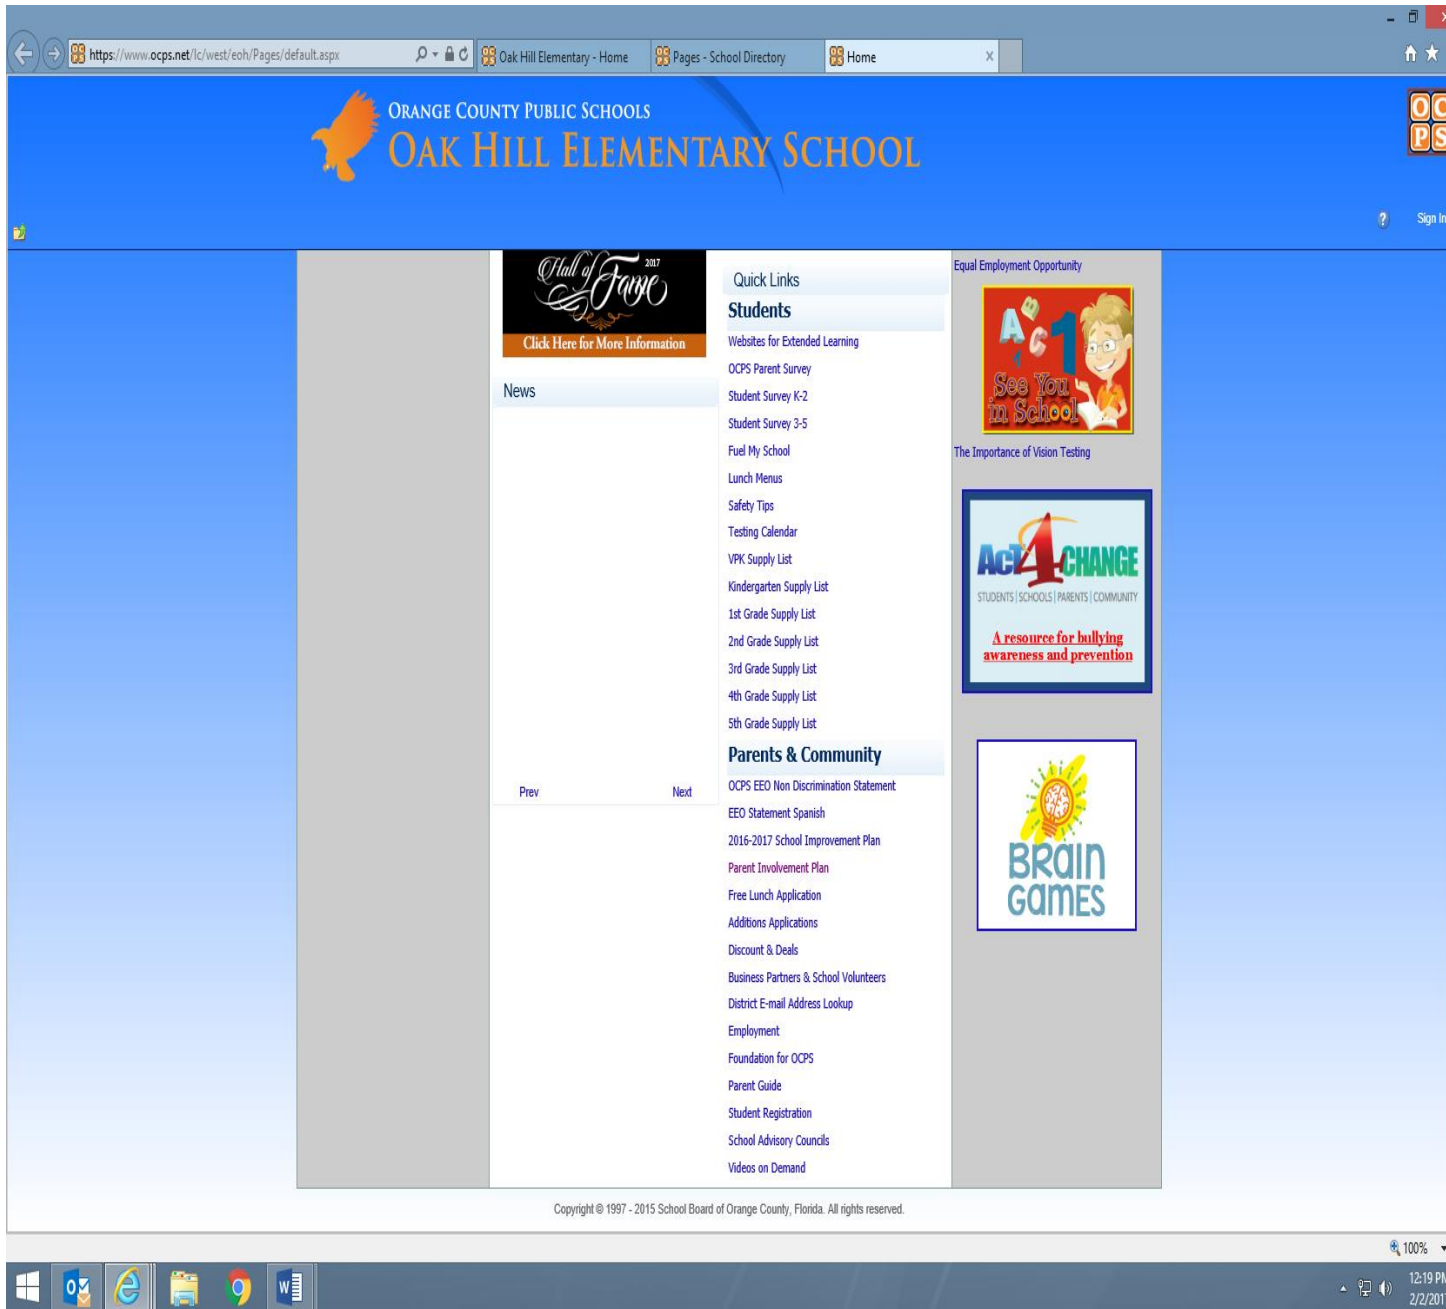 https://www.ocps.net/lc/west/eoh/Pages/default.aspx
Oak Hill Elementary - Home
Pages - School Directory
Home
ORANGE COUNTY PUBLIC SCHOOLS
OAK HILL ELEMENTARY SCHOOL
OC
PS
Sign In
Hall of Fame 2017
Click Here for More Information
News
Prev Next
Quick Links
Students
Websites for Extended Learning
OCPS Parent Survey
Student Survey K-2
Student Survey 3-5
Fuel My School
Lunch Menus
Safety Tips
Testing Calendar
VPK Supply List
Kindergarten Supply List
1st Grade Supply List
2nd Grade Supply List
3rd Grade Supply List
4th Grade Supply List
5th Grade Supply List
Parents & Community
OCPS EEO Non Discrimination Statement
EEO Statement Spanish
2016-2017 School Improvement Plan
Parent Involvement Plan
Free Lunch Application
Additions Applications
Discount & Deals
Business Partners & School Volunteers
District E-mail Address Lookup
Employment
Foundation for OCPS
Parent Guide
Student Registration
School Advisory Councils
Videos on Demand
Equal Employment Opportunity
A B C 1
See You
in School
The Importance of Vision Testing
ACT 4 CHANGE
STUDENTS | SCHOOLS | PARENTS | COMMUNITY
A resource for bullying
awareness and prevention
BRAIN
GAMES
Copyright © 1997 - 2015 School Board of Orange County, Florida. All rights reserved.
100%
12:19 PM
2/2/201